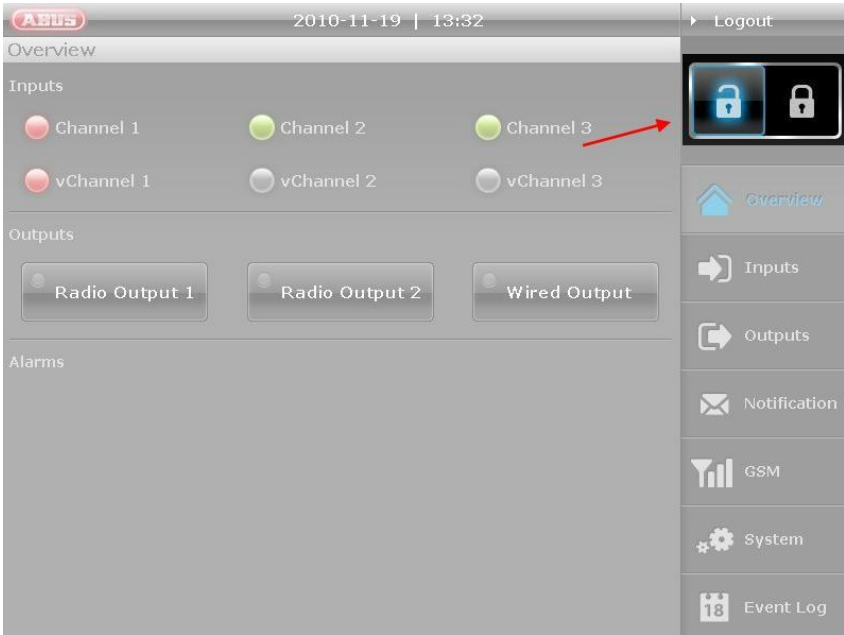 ABUS 2010-11-19 | 13:32 Logout
Overview
Inputs
Channel 1 Channel 2 Channel 3
vChannel 1 vChannel 2 vChannel 3
Outputs
Radio Output 1 Radio Output 2 Wired Output
Alarms
Overview
Inputs
Outputs
Notification
GSM
System
18 Event Log